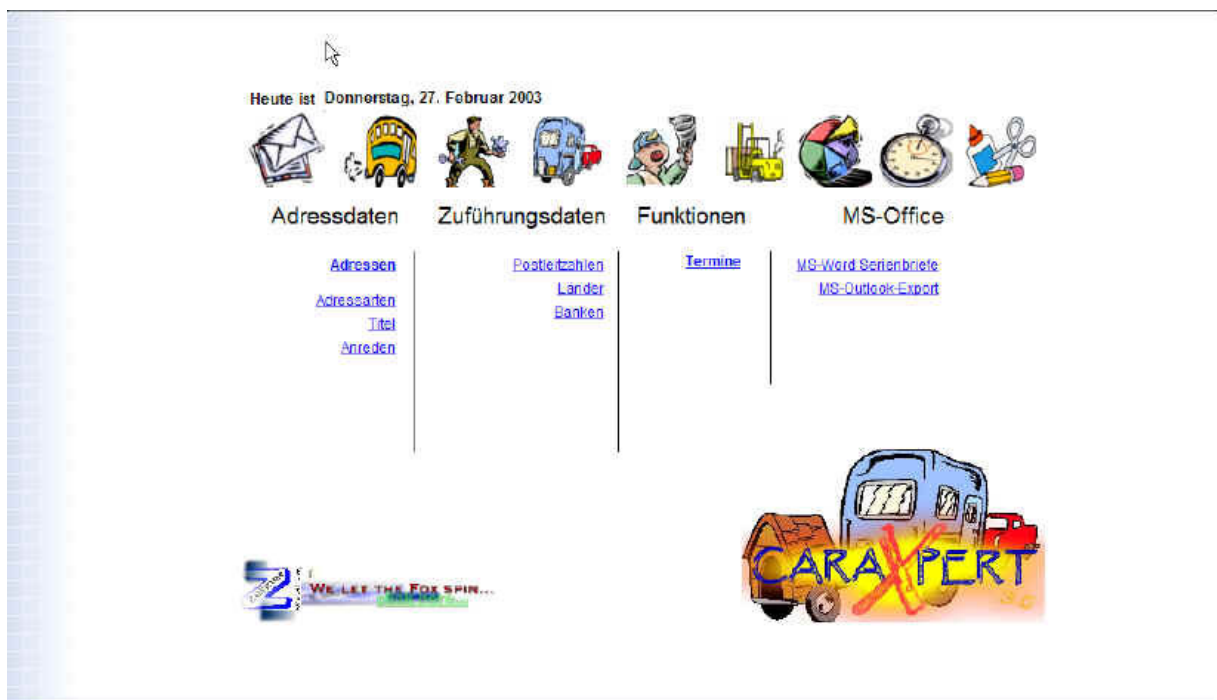 Heute ist Donnerstag, 27. Februar 2003
Adressdaten
Adressen
Adressarten
Titel
Anreden
Zuführungsdaten
Postleitzahlen
Länder
Banken
Funktionen
Termine
MS-Office
MS-Word Serienbriefe
MS-Outlook-Export
WE LET THE FOX SPIN...
CARAXPERT